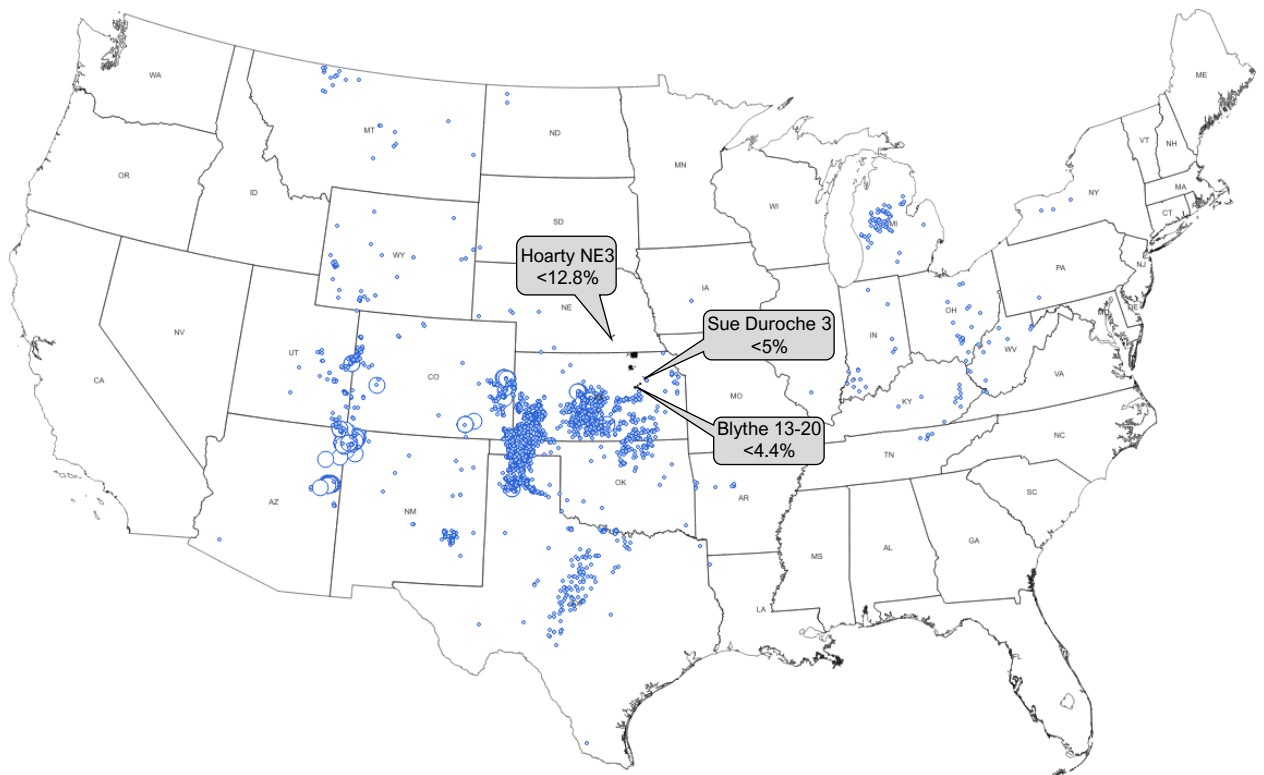 WA
ME
MT
ND
MN
VT
NH
OR
ID
SD
WI
MI
NY
MA
CT
WY
Hoarty NE3
<12.8%
IA
PA
NJ
NE
Sue Duroche 3
<5%
OH
IN
DE
NV
UT
CO
WV
VA
CA
MO
KY
Blythe 13-20
<4.4%
NC
TN
OK
AZ
NM
AR
SC
MS
AL
GA
LA
FL